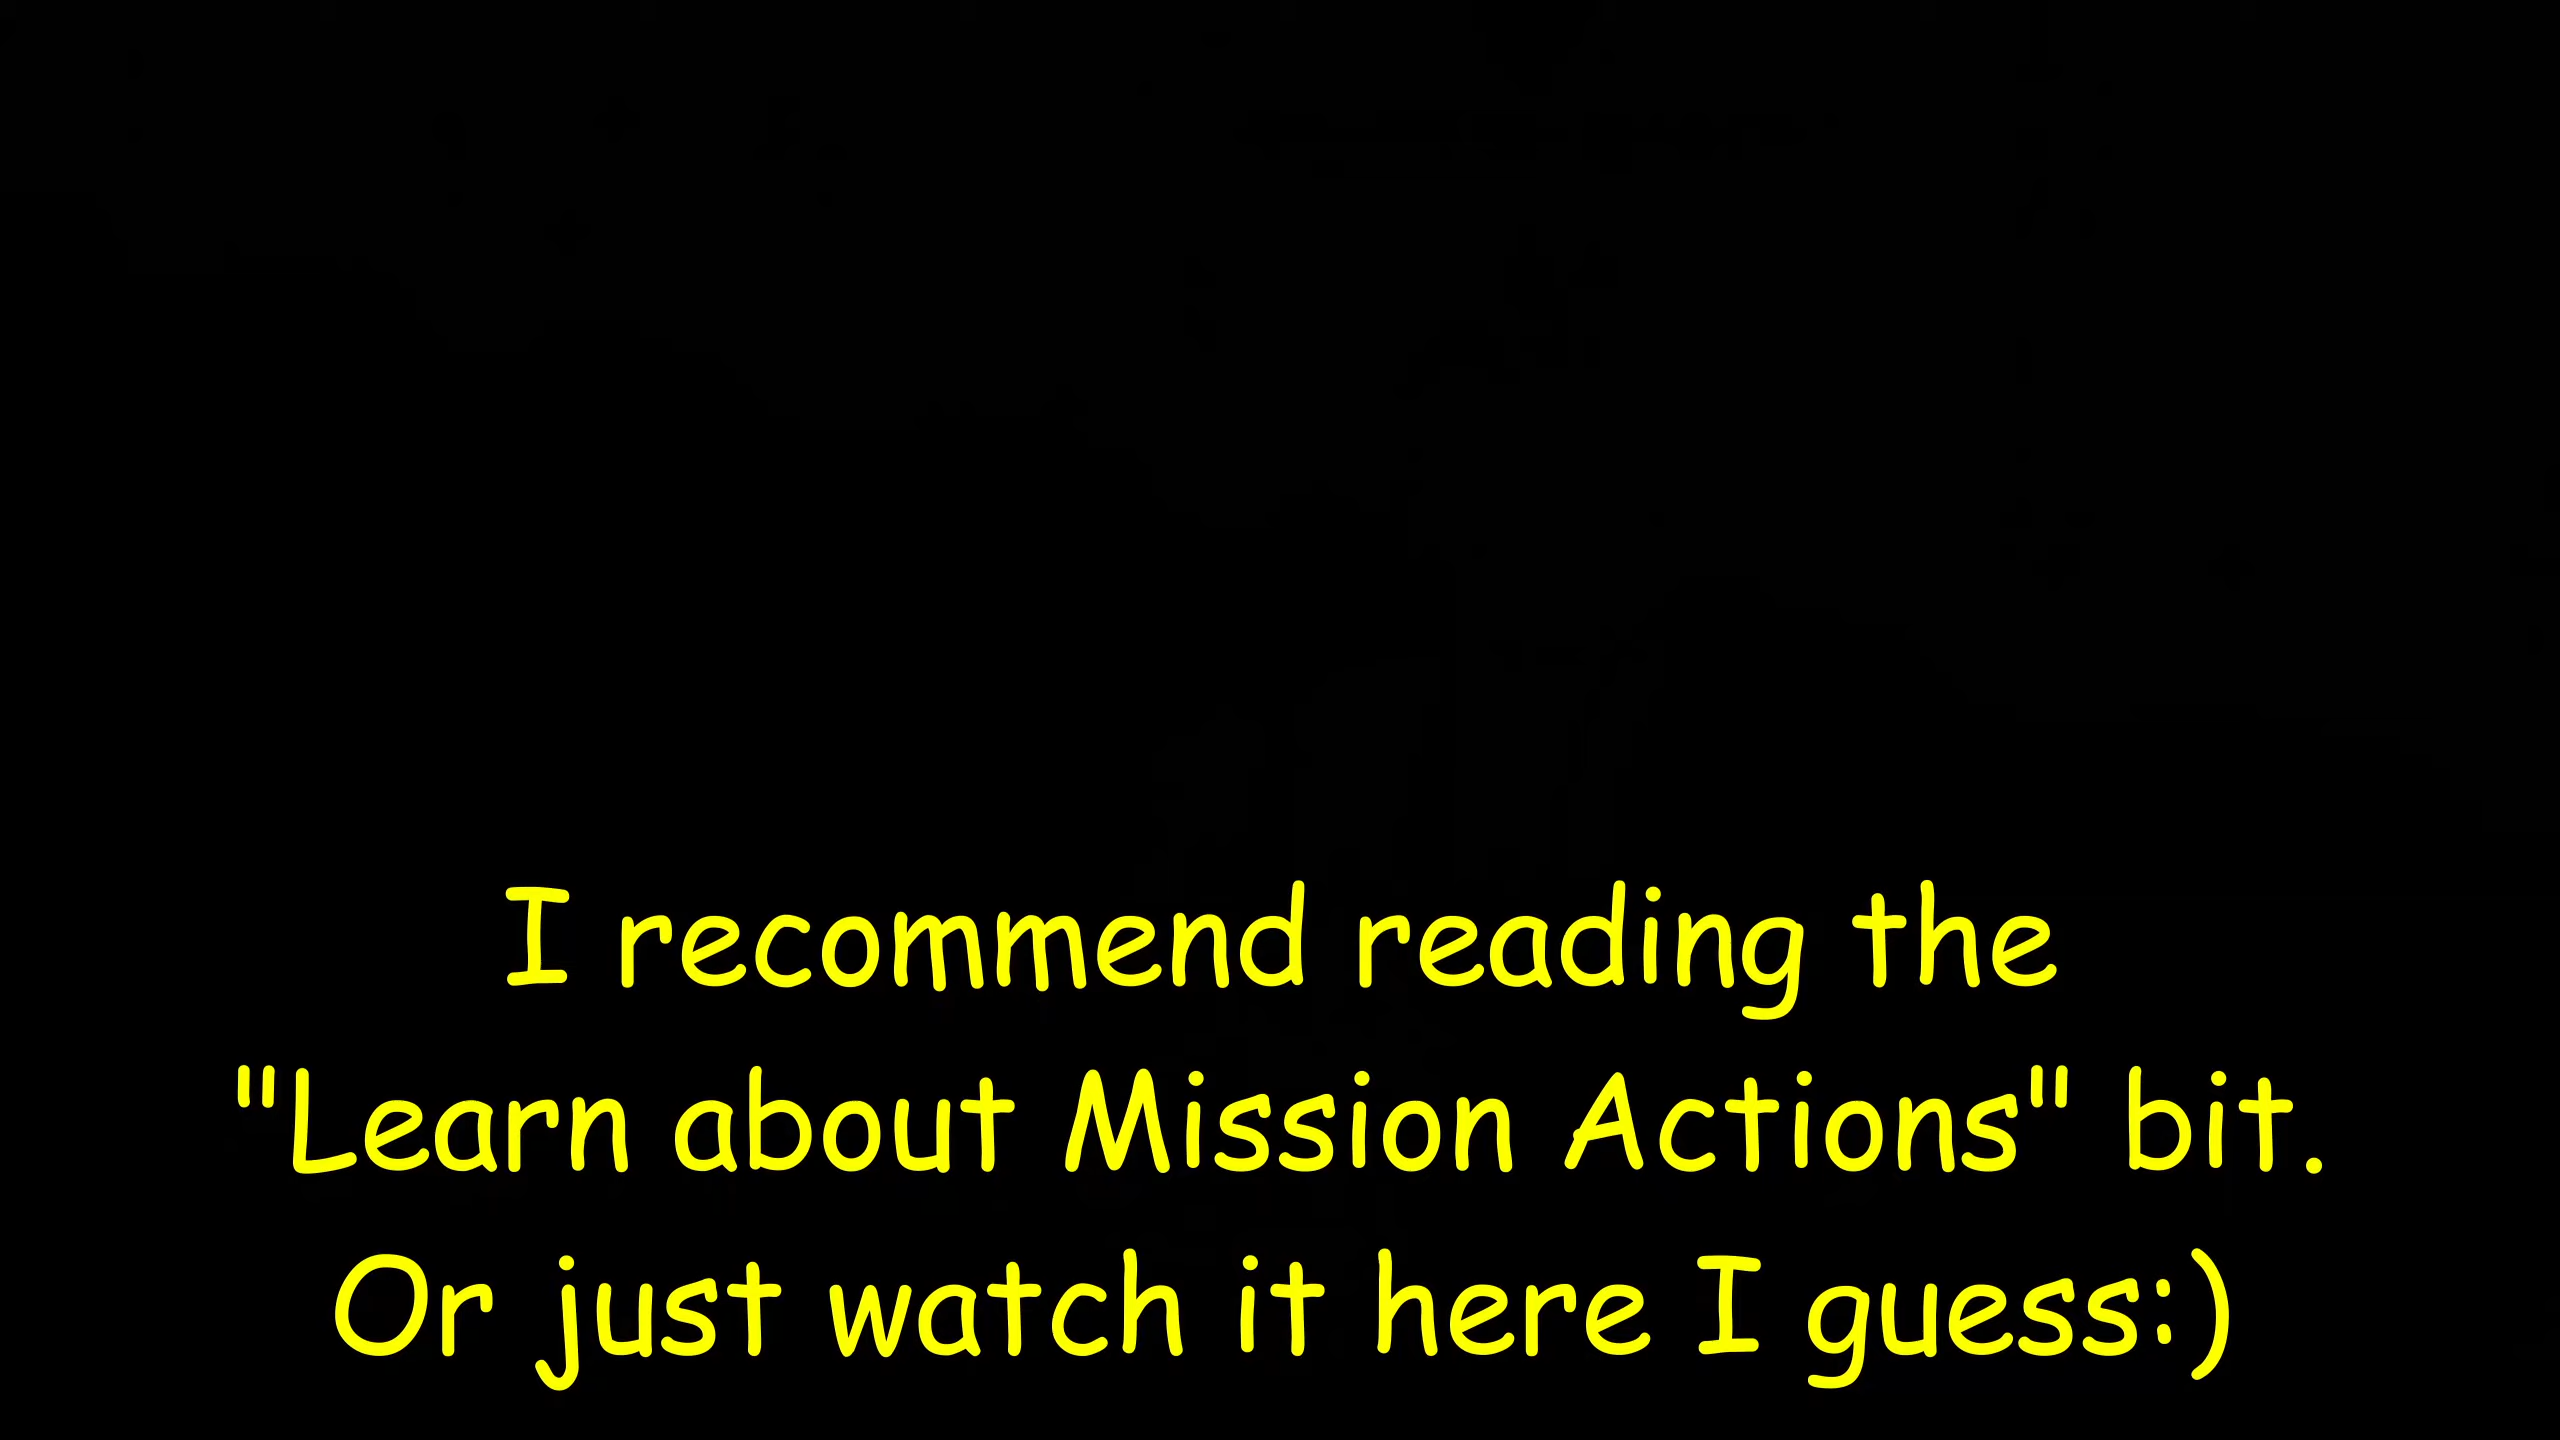 I recommend reading the
"Learn about Mission Actions" bit.
Or just watch it here I guess:)